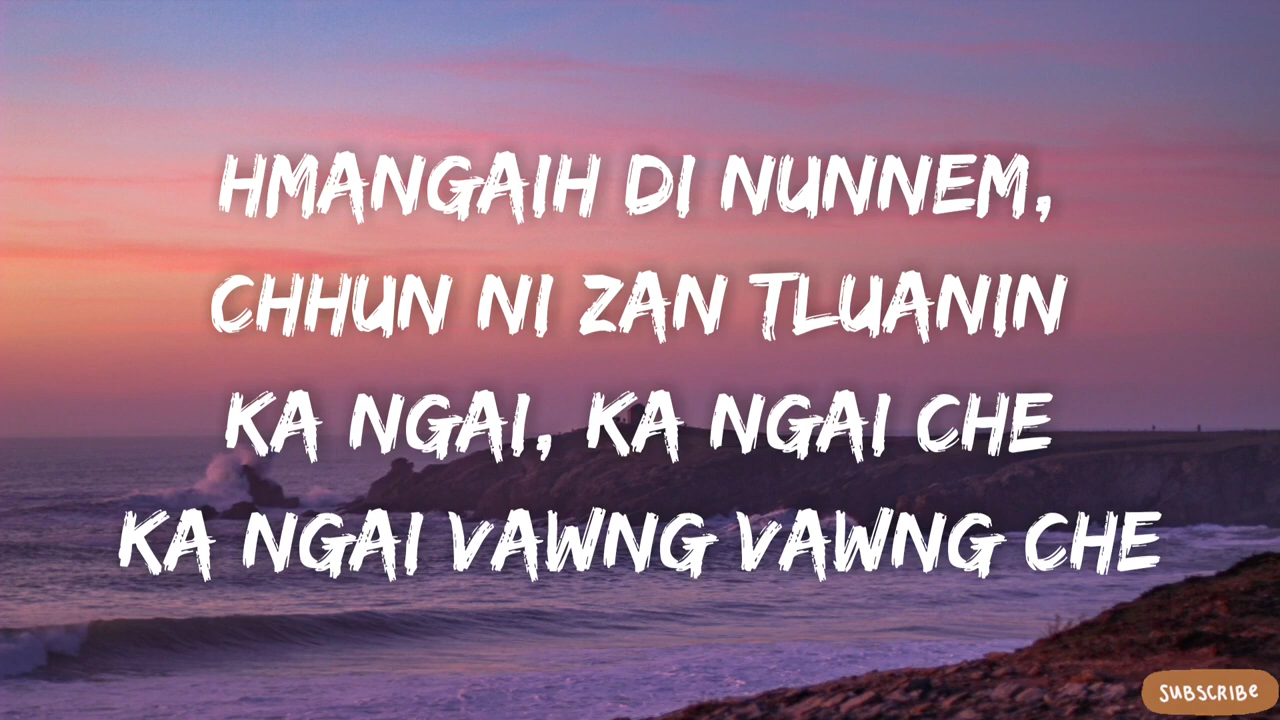 HMANGAIH DI NUNNEM,
CHHUN NI ZAN TLUANIN
KA NGAI, KA NGAI CHE
KA NGAI VAWNG VAWNG CHE
SUBSCRIBE